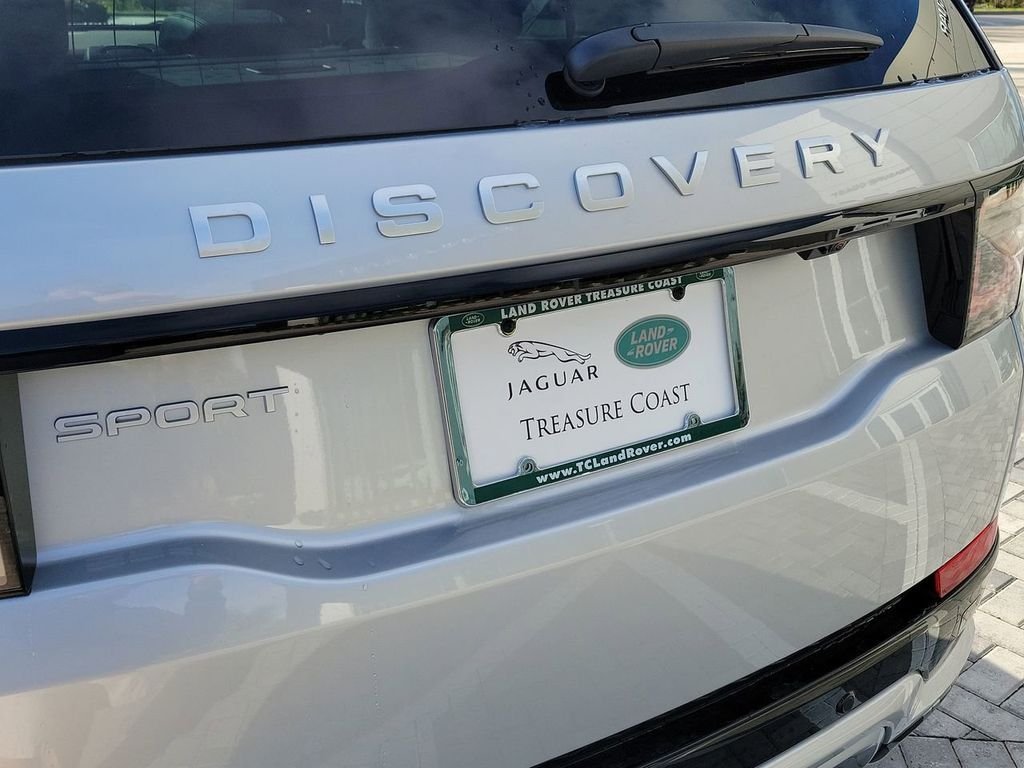 DISCOVERY
SPORT
LAND ROVER TREASURE COAST
JAGUAR
LAND-
ROVER
TREASURE COAST
www.TCLandRover.com